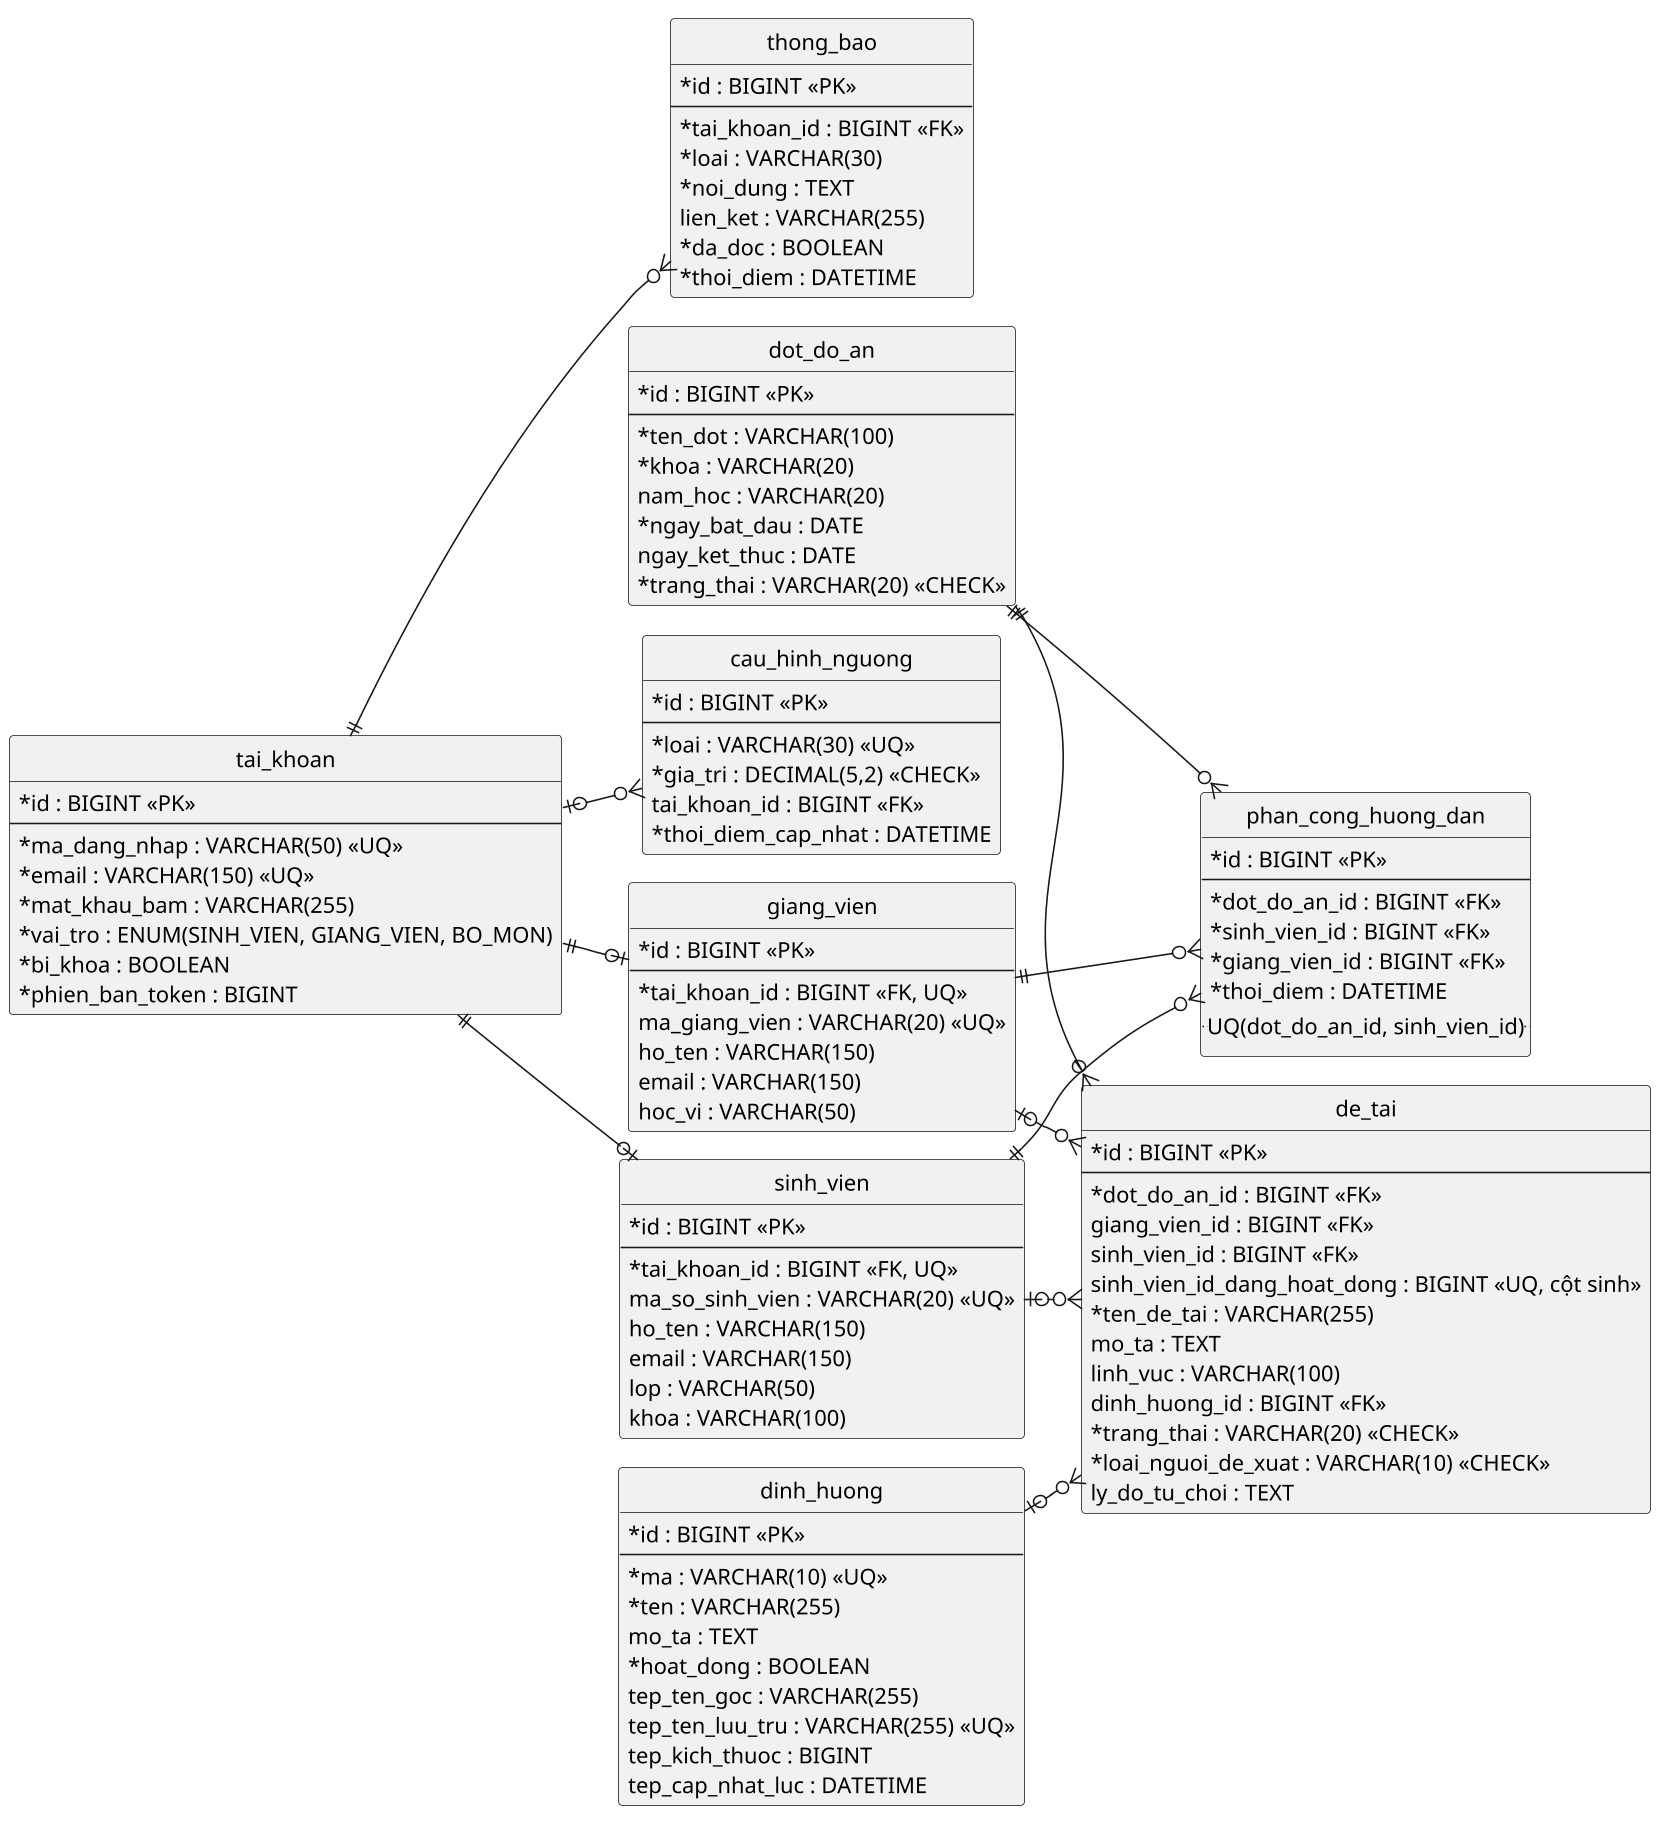 thong_bao
*id : BIGINT «PK»
*tai_khoan_id : BIGINT «FK»
*loai : VARCHAR(30)
*noi_dung : TEXT
lien_ket : VARCHAR(255)
*da_doc : BOOLEAN
*thoi_diem : DATETIME
dot_do_an
*id : BIGINT «PK»
*ten_dot : VARCHAR(100)
*khoa : VARCHAR(20)
nam_hoc : VARCHAR(20)
*ngay_bat_dau : DATE
ngay_ket_thuc : DATE
*trang_thai : VARCHAR(20) «CHECK»
cau_hinh_nguong
*id : BIGINT «PK»
*loai : VARCHAR(30) «UQ»
*gia_tri : DECIMAL(5,2) «CHECK»
tai_khoan_id : BIGINT «FK»
*thoi_diem_cap_nhat : DATETIME
tai_khoan
*id : BIGINT «PK»
*ma_dang_nhap : VARCHAR(50) «UQ»
*email : VARCHAR(150) «UQ»
*mat_khau_bam : VARCHAR(255)
*vai_tro : ENUM(SINH_VIEN, GIANG_VIEN, BO_MON)
*bi_khoa : BOOLEAN
*phien_ban_token : BIGINT
giang_vien
*id : BIGINT «PK»
*tai_khoan_id : BIGINT «FK, UQ»
ma_giang_vien : VARCHAR(20) «UQ»
ho_ten : VARCHAR(150)
email : VARCHAR(150)
hoc_vi : VARCHAR(50)
phan_cong_huong_dan
*id : BIGINT «PK»
*dot_do_an_id : BIGINT «FK»
*sinh_vien_id : BIGINT «FK»
*giang_vien_id : BIGINT «FK»
*thoi_diem : DATETIME
UQ(dot_do_an_id, sinh_vien_id)
sinh_vien
*id : BIGINT «PK»
*tai_khoan_id : BIGINT «FK, UQ»
ma_so_sinh_vien : VARCHAR(20) «UQ»
ho_ten : VARCHAR(150)
email : VARCHAR(150)
lop : VARCHAR(50)
khoa : VARCHAR(100)
de_tai
*id : BIGINT «PK»
*dot_do_an_id : BIGINT «FK»
giang_vien_id : BIGINT «FK»
sinh_vien_id : BIGINT «FK»
sinh_vien_id_dang_hoat_dong : BIGINT «UQ, cột sinh»
*ten_de_tai : VARCHAR(255)
mo_ta : TEXT
linh_vuc : VARCHAR(100)
dinh_huong_id : BIGINT «FK»
*trang_thai : VARCHAR(20) «CHECK»
*loai_nguoi_de_xuat : VARCHAR(10) «CHECK»
ly_do_tu_choi : TEXT
dinh_huong
*id : BIGINT «PK»
*ma : VARCHAR(10) «UQ»
*ten : VARCHAR(255)
mo_ta : TEXT
*hoat_dong : BOOLEAN
tep_ten_goc : VARCHAR(255)
tep_ten_luu_tru : VARCHAR(255) «UQ»
tep_kich_thuoc : BIGINT
tep_cap_nhat_luc : DATETIME